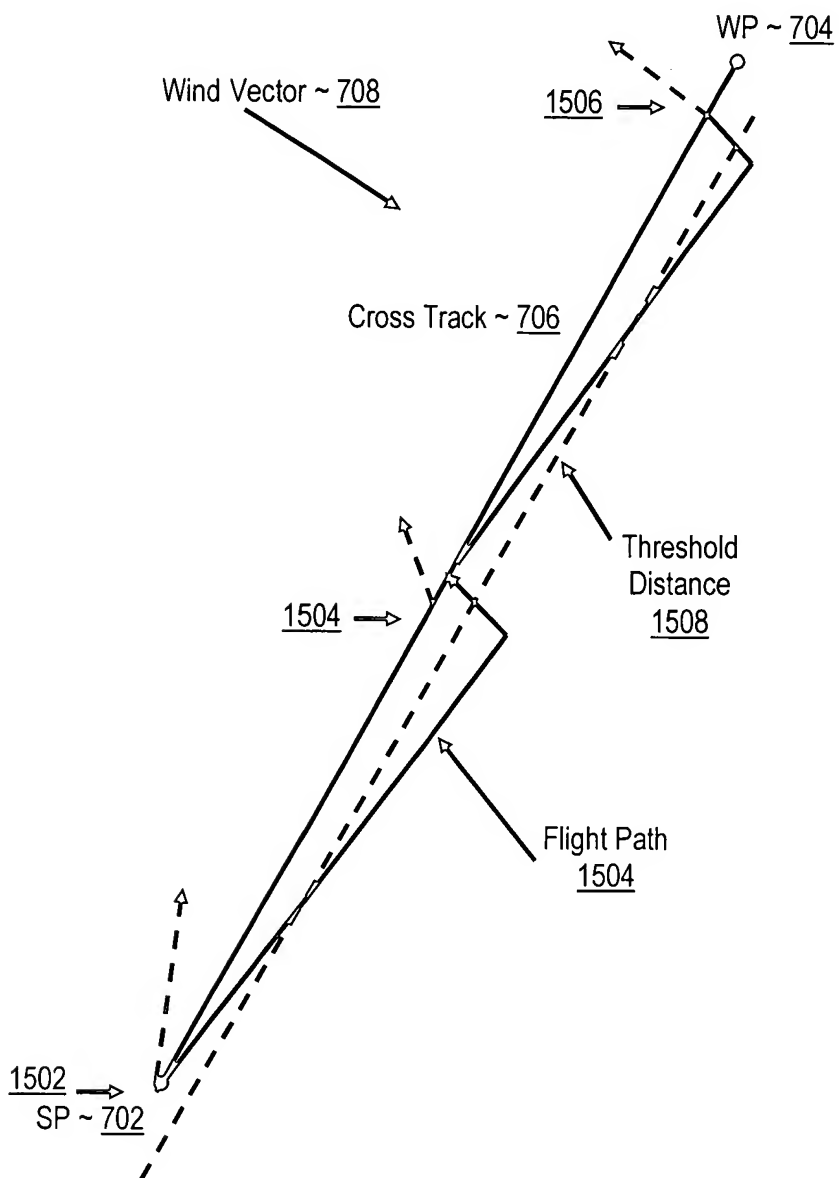 WP ~ 704
Wind Vector ~ 708
1506
Cross Track ~ 706
Threshold
Distance
1508
1504
Flight Path
1504
1502
SP ~ 702